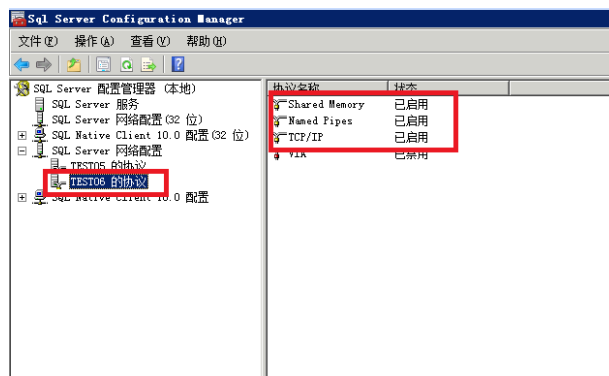 Sql Server Configuration Manager
文件(F) 操作(A) 查看(V) 帮助(H)
SQL Server 配置管理器 (本地)
SQL Server 服务
SQL Server 网络配置(32 位)
SQL Native Client 10.0 配置(32 位)
SQL Server 网络配置
TEST05 的协议
TEST06 的协议
SQL Native Client 10.0 配置
协议名称 状态
Shared Memory 已启用
Named Pipes 已启用
TCP/IP 已启用
VIA 已禁用